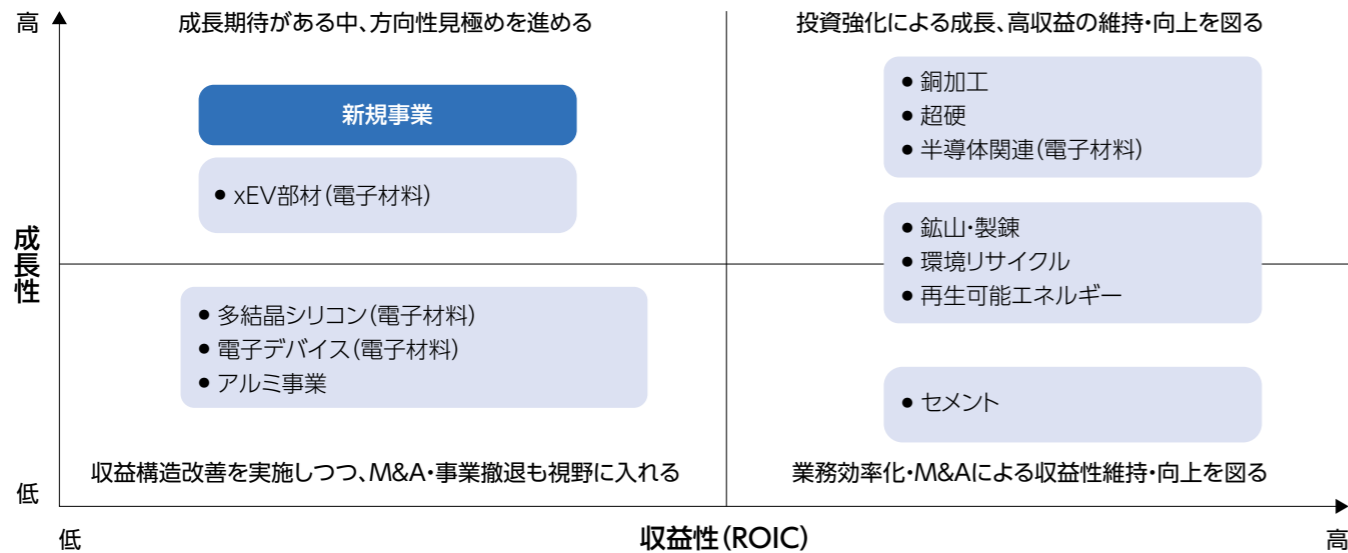 高
成長期待がある中、方向性見極めを進める
投資強化による成長、高収益の維持・向上を図る
新規事業
● xEV部材(電子材料)
● 銅加工
● 超硬
● 半導体関連(電子材料)
● 鉱山・製錬
● 環境リサイクル
● 再生可能エネルギー
成長性
● 多結晶シリコン(電子材料)
● 電子デバイス(電子材料)
● アルミ事業
● セメント
収益構造改善を実施しつつ、M&A・事業撤退も視野に入れる
業務効率化・M&Aによる収益性維持・向上を図る
低
低
収益性(ROIC)
高